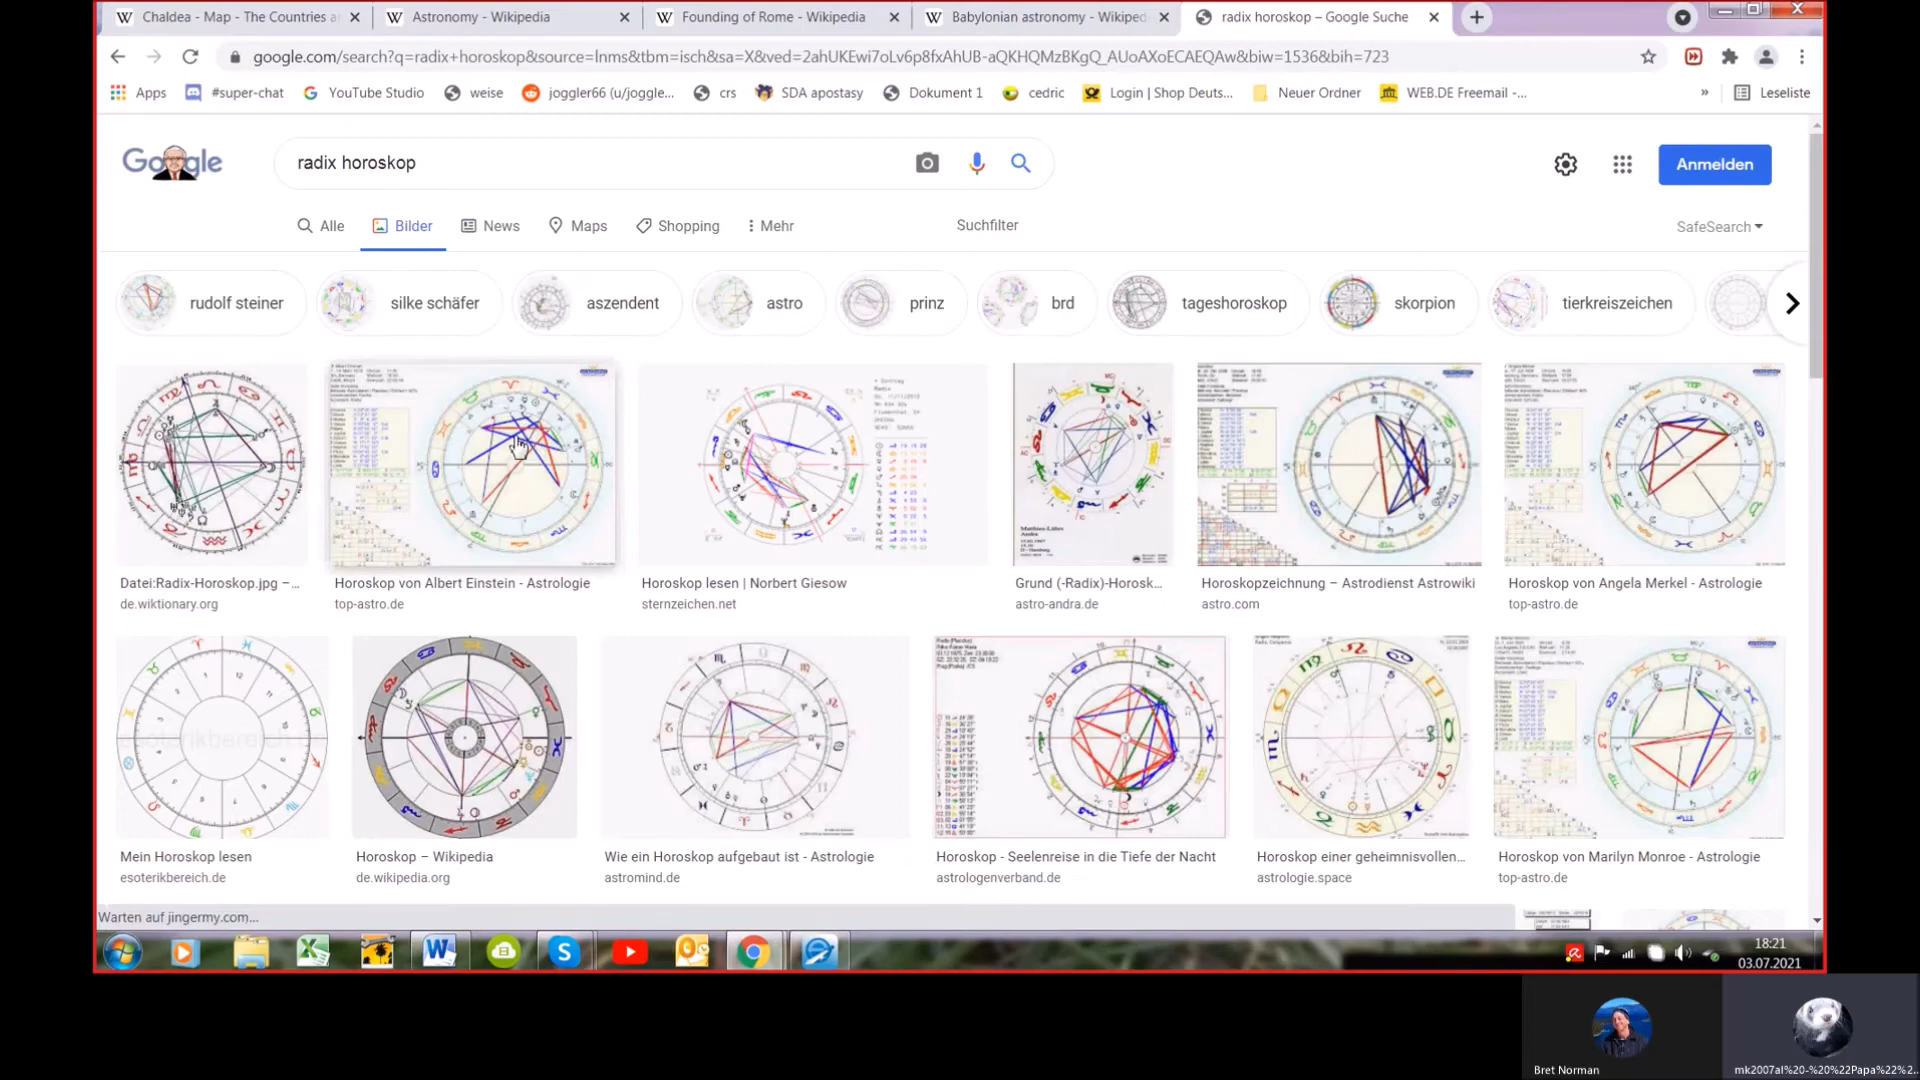 Chaldea - Map - The Countries a
Astronomy - Wikipedia
Founding of Rome - Wikipedia
Babylonian astronomy - Wikiped
radix horoskop – Google Suche
google.com/search?q=radix+horoskop&source=lnms&tbm=isch&sa=X&ved=2ahUKEwi7oLv6p8fxAhUB-aQKHQMzBKgQ_AUoAXoECAEQAw&biw=1536&bih=723
Apps
#super-chat
YouTube Studio
weise
joggler66 (u/joggle...
crs
SDA apostasy
Dokument 1
cedric
Login | Shop Deuts...
Neuer Ordner
WEB.DE Freemail -...
»
Leseliste
Google
radix horoskop
Anmelden
Alle
Bilder
News
Maps
Shopping
Mehr
Suchfilter
SafeSearch
rudolf steiner
silke schäfer
aszendent
astro
prinz
brd
tageshoroskop
skorpion
tierkreiszeichen
Datei:Radix-Horoskop.jpg –...
de.wiktionary.org
Horoskop von Albert Einstein - Astrologie
top-astro.de
Horoskop lesen | Norbert Giesow
sternzeichen.net
Grund (-Radix)-Horosk...
astro-andra.de
Horoskopzeichnung – Astrodienst Astrowiki
astro.com
Horoskop von Angela Merkel - Astrologie
top-astro.de
Mein Horoskop lesen
esoterikbereich.de
Horoskop – Wikipedia
de.wikipedia.org
Wie ein Horoskop aufgebaut ist - Astrologie
astromind.de
Horoskop - Seelenreise in die Tiefe der Nacht
astrologenverband.de
Horoskop einer geheimnisvollen...
astrologie.space
Horoskop von Marilyn Monroe - Astrologie
top-astro.de
Warten auf jingermy.com...
18:21
03.07.2021
Bret Norman
mk2007al%20-%20%22Papa%22%2...